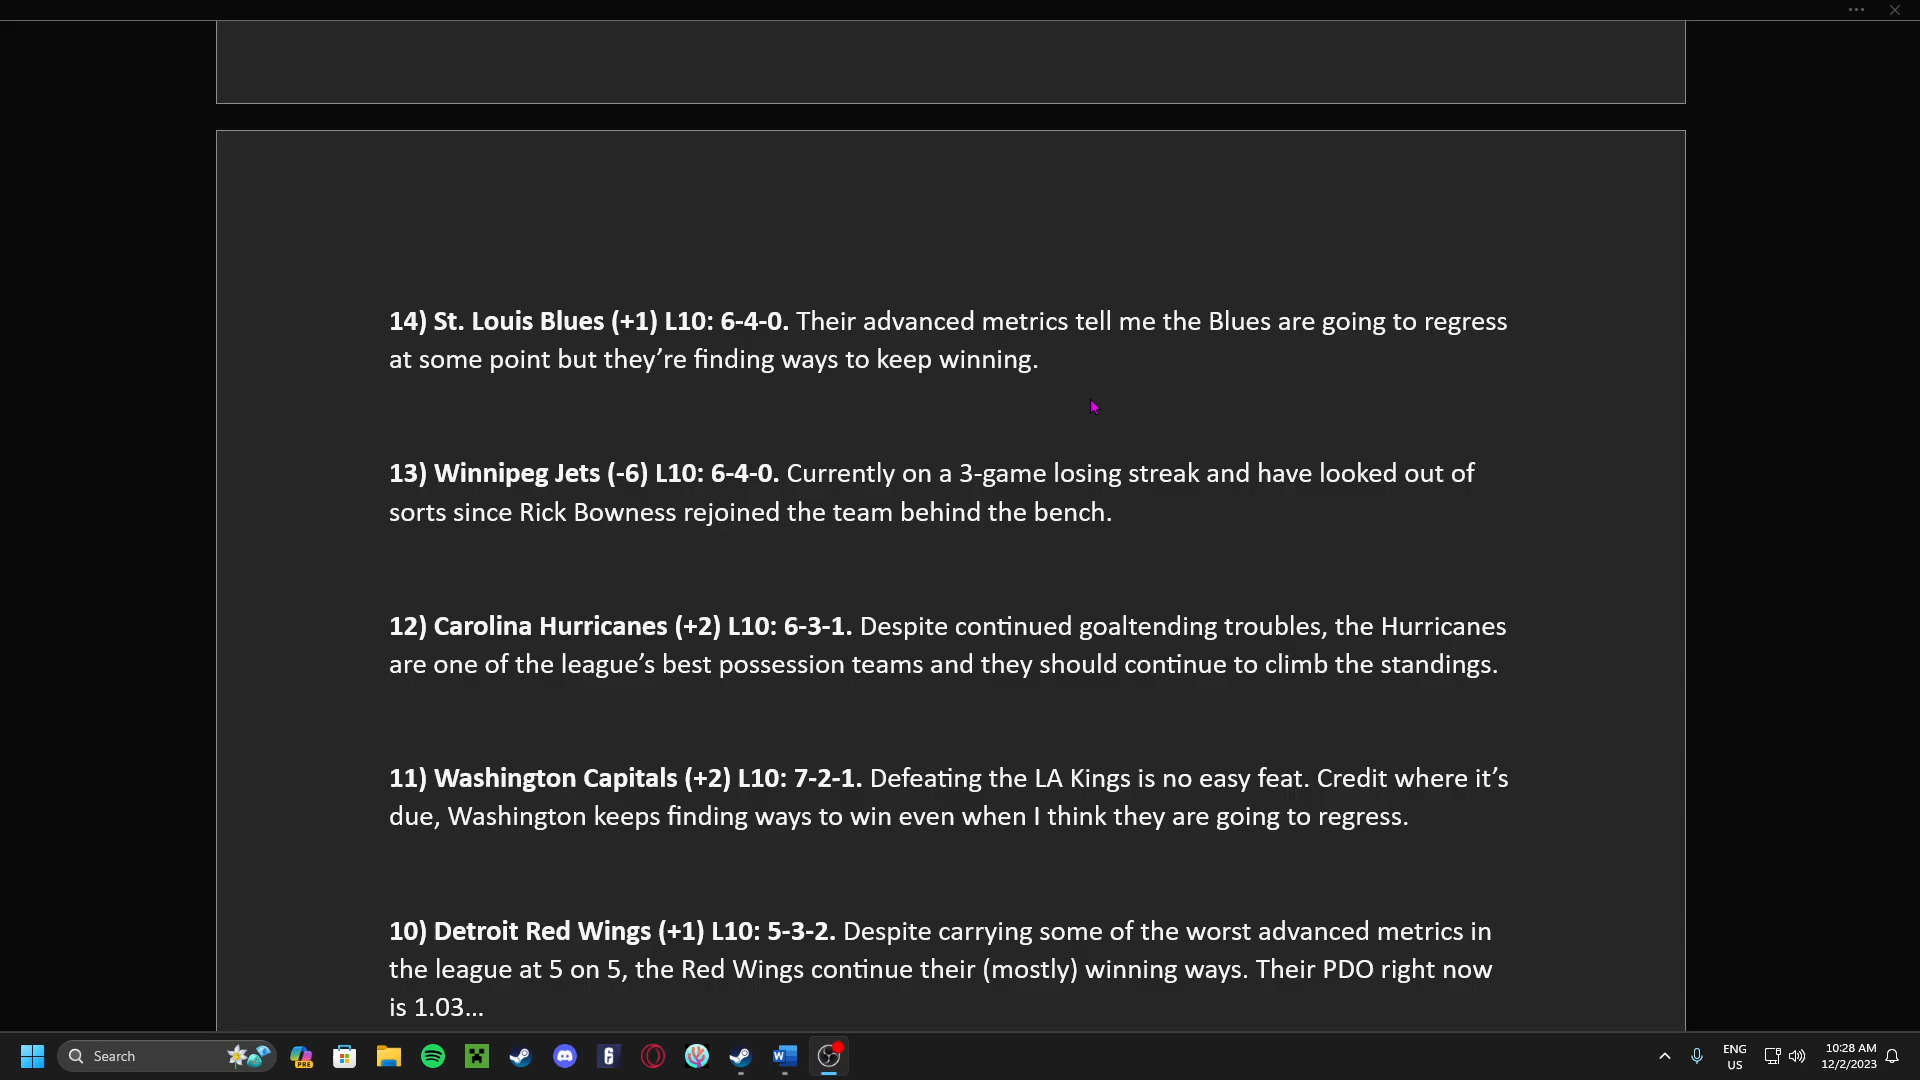 14) St. Louis Blues (+1) L10: 6-4-0. Their advanced metrics tell me the Blues are going to regress
at some point but they’re finding ways to keep winning.
13) Winnipeg Jets (-6) L10: 6-4-0. Currently on a 3-game losing streak and have looked out of
sorts since Rick Bowness rejoined the team behind the bench.
12) Carolina Hurricanes (+2) L10: 6-3-1. Despite continued goaltending troubles, the Hurricanes
are one of the league’s best possession teams and they should continue to climb the standings.
11) Washington Capitals (+2) L10: 7-2-1. Defeating the LA Kings is no easy feat. Credit where it’s
due, Washington keeps finding ways to win even when I think they are going to regress.
10) Detroit Red Wings (+1) L10: 5-3-2. Despite carrying some of the worst advanced metrics in
the league at 5 on 5, the Red Wings continue their (mostly) winning ways. Their PDO right now
is 1.03...
Search
PRE
W
ENG
US
10:28 AM
12/2/2023